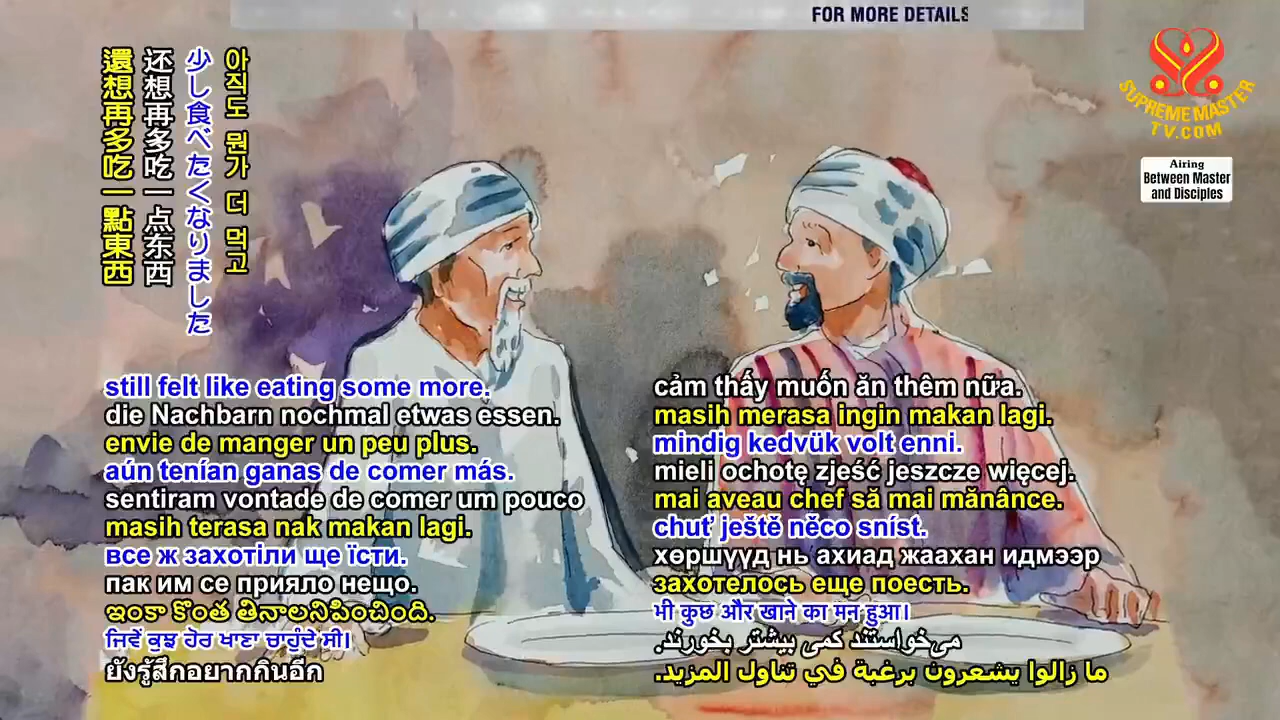 FOR MORE DETAILS
SUPREME MASTER
TV.COM
Airing
Between Master
and Disciples
아직도 뭔가 더 먹고
少し食べたくなりました
还想再多吃一点东西
還想再多吃一點東西
still felt like eating some more.
die Nachbarn nochmal etwas essen.
envie de manger un peu plus.
aún tenían ganas de comer más.
sentiram vontade de comer um pouco
masih terasa nak makan lagi.
все ж захотіли ще їсти.
пак им се прияло нещо.
ఇంకా కొంత తినాలనిపించింది.
ਜਿਵੇਂ ਕੁਝ ਹੋਰ ਖਾਣਾ ਚਾਹੁੰਦੇ ਸੀ।
ยังรู้สึกอยากกินอีก
cảm thấy muốn ăn thêm nữa.
masih merasa ingin makan lagi.
mindig kedvük volt enni.
mieli ochotę zjeść jeszcze więcej.
mai aveau chef să mai mănânce.
chuť ještě něco sníst.
хөршүүд нь ахиад жаахан идмээр
захотелось еще поесть.
भी कुछ और खाने का मन हुआ।
می‌خواستند کمی بیشتر بخورند.
ما زالوا يشعرون برغبة في تناول المزيد.